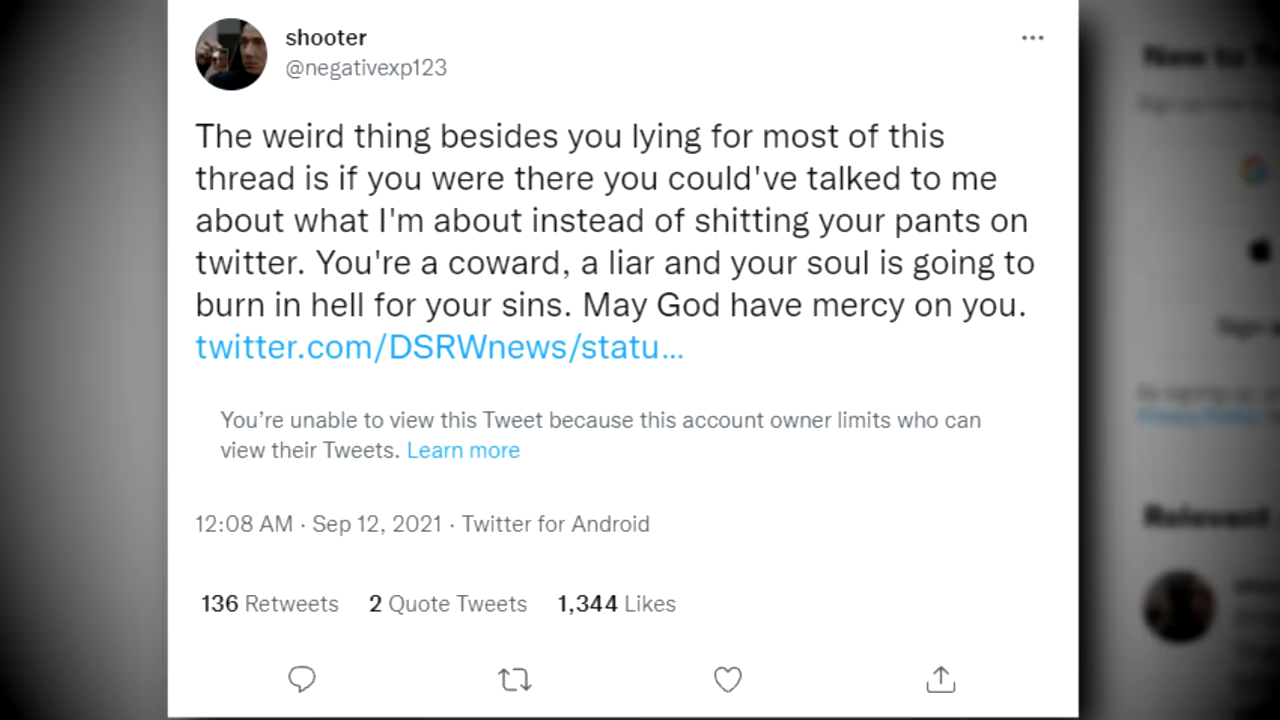 shooter
@negativexp123
The weird thing besides you lying for most of this
thread is if you were there you could've talked to me
about what I'm about instead of shitting your pants on
twitter. You're a coward, a liar and your soul is going to
burn in hell for your sins. May God have mercy on you.
twitter.com/DSRWnews/statu...
You're unable to view this Tweet because this account owner limits who can
view their Tweets. Learn more
12:08 AM · Sep 12, 2021 · Twitter for Android
136 Retweets 2 Quote Tweets 1,344 Likes
New to T
Relevant